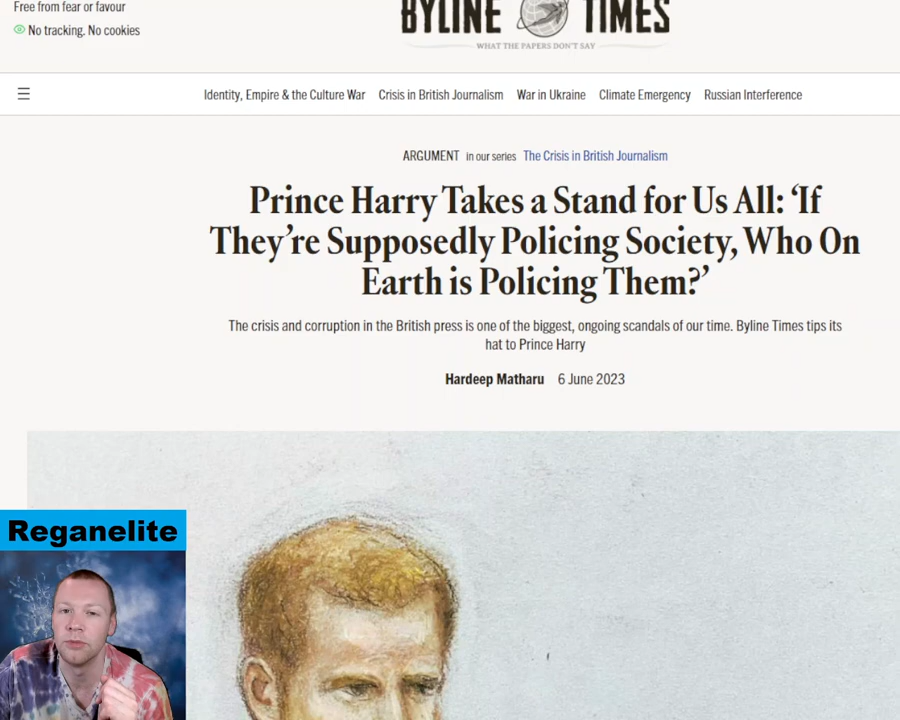 Free from fear or favour
No tracking. No cookies
BYLINE TIMES
WHAT THE PAPERS DON'T SAY
Identity, Empire & the Culture War Crisis in British Journalism War in Ukraine Climate Emergency Russian Interference
ARGUMENT in our series The Crisis in British Journalism
Prince Harry Takes a Stand for Us All: ‘If
They’re Supposedly Policing Society, Who On
Earth is Policing Them?’
The crisis and corruption in the British press is one of the biggest, ongoing scandals of our time. Byline Times tips its
hat to Prince Harry
Hardeep Matharu 6 June 2023
Reganelite